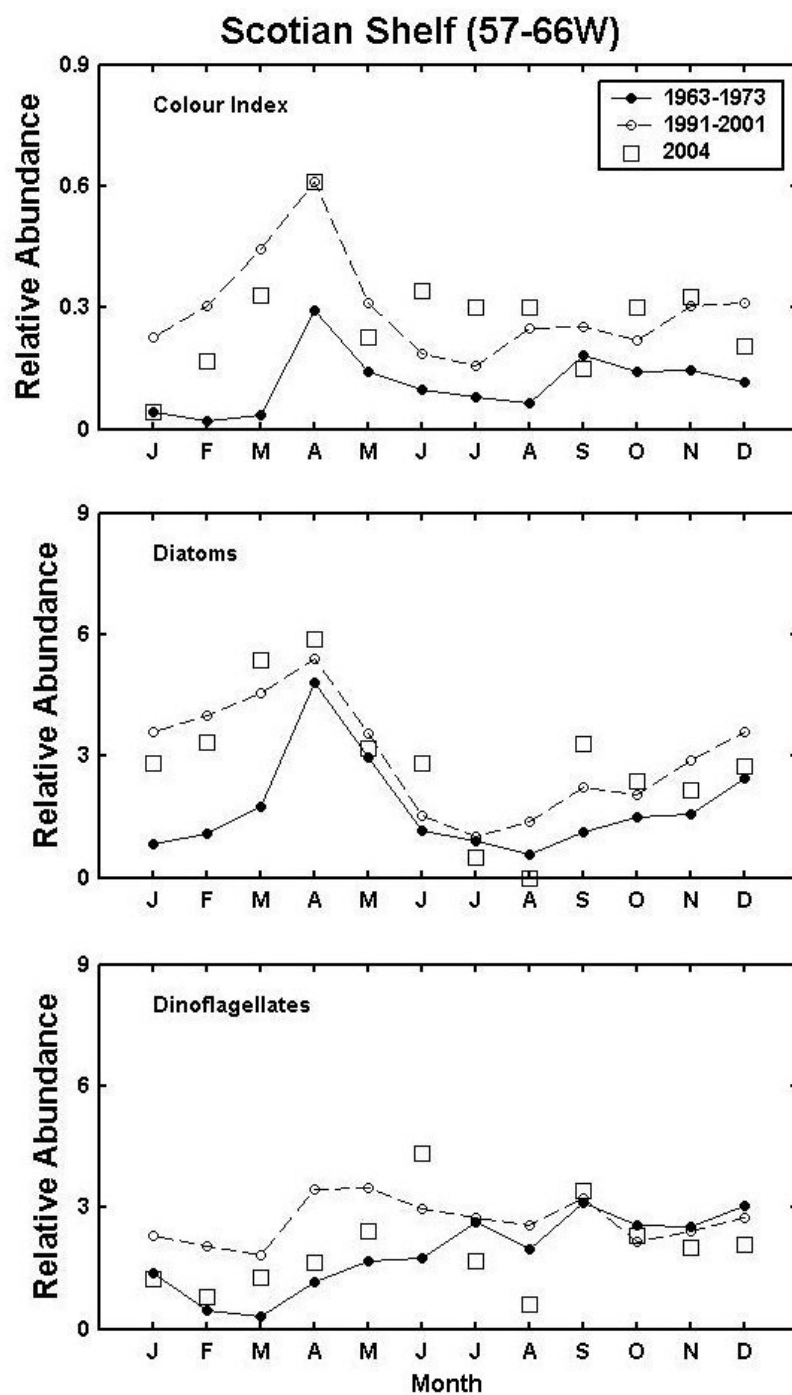 Scotian Shelf (57-66W)
Relative Abundance
0.9
0.6
0.3
0
Colour Index
1963-1973
1991-2001
2004
J F M A M J J A S O N D
Relative Abundance
9
6
3
0
Diatoms
J F M A M J J A S O N D
Relative Abundance
9
6
3
0
Dinoflagellates
J F M A M J J A S O N D
Month